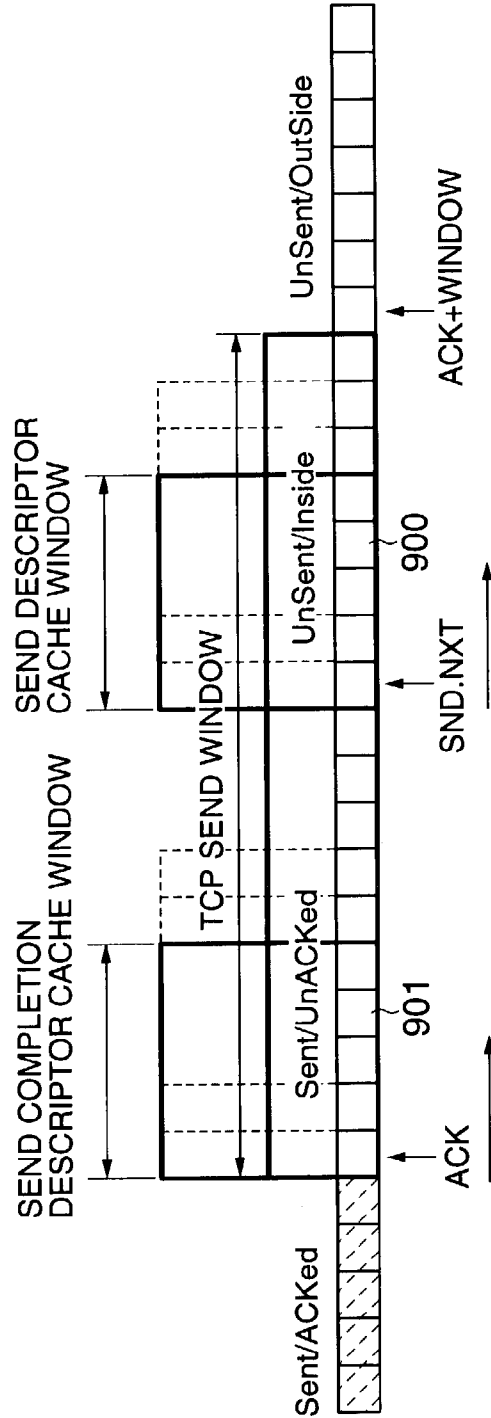 SEND COMPLETION
DESCRIPTOR CACHE WINDOW
SEND DESCRIPTOR
CACHE WINDOW
TCP SEND WINDOW
Sent/ACKed
Sent/UnACKed
UnSent/Inside
UnSent/OutSide
901
900
ACK
SND.NXT
ACK+WINDOW